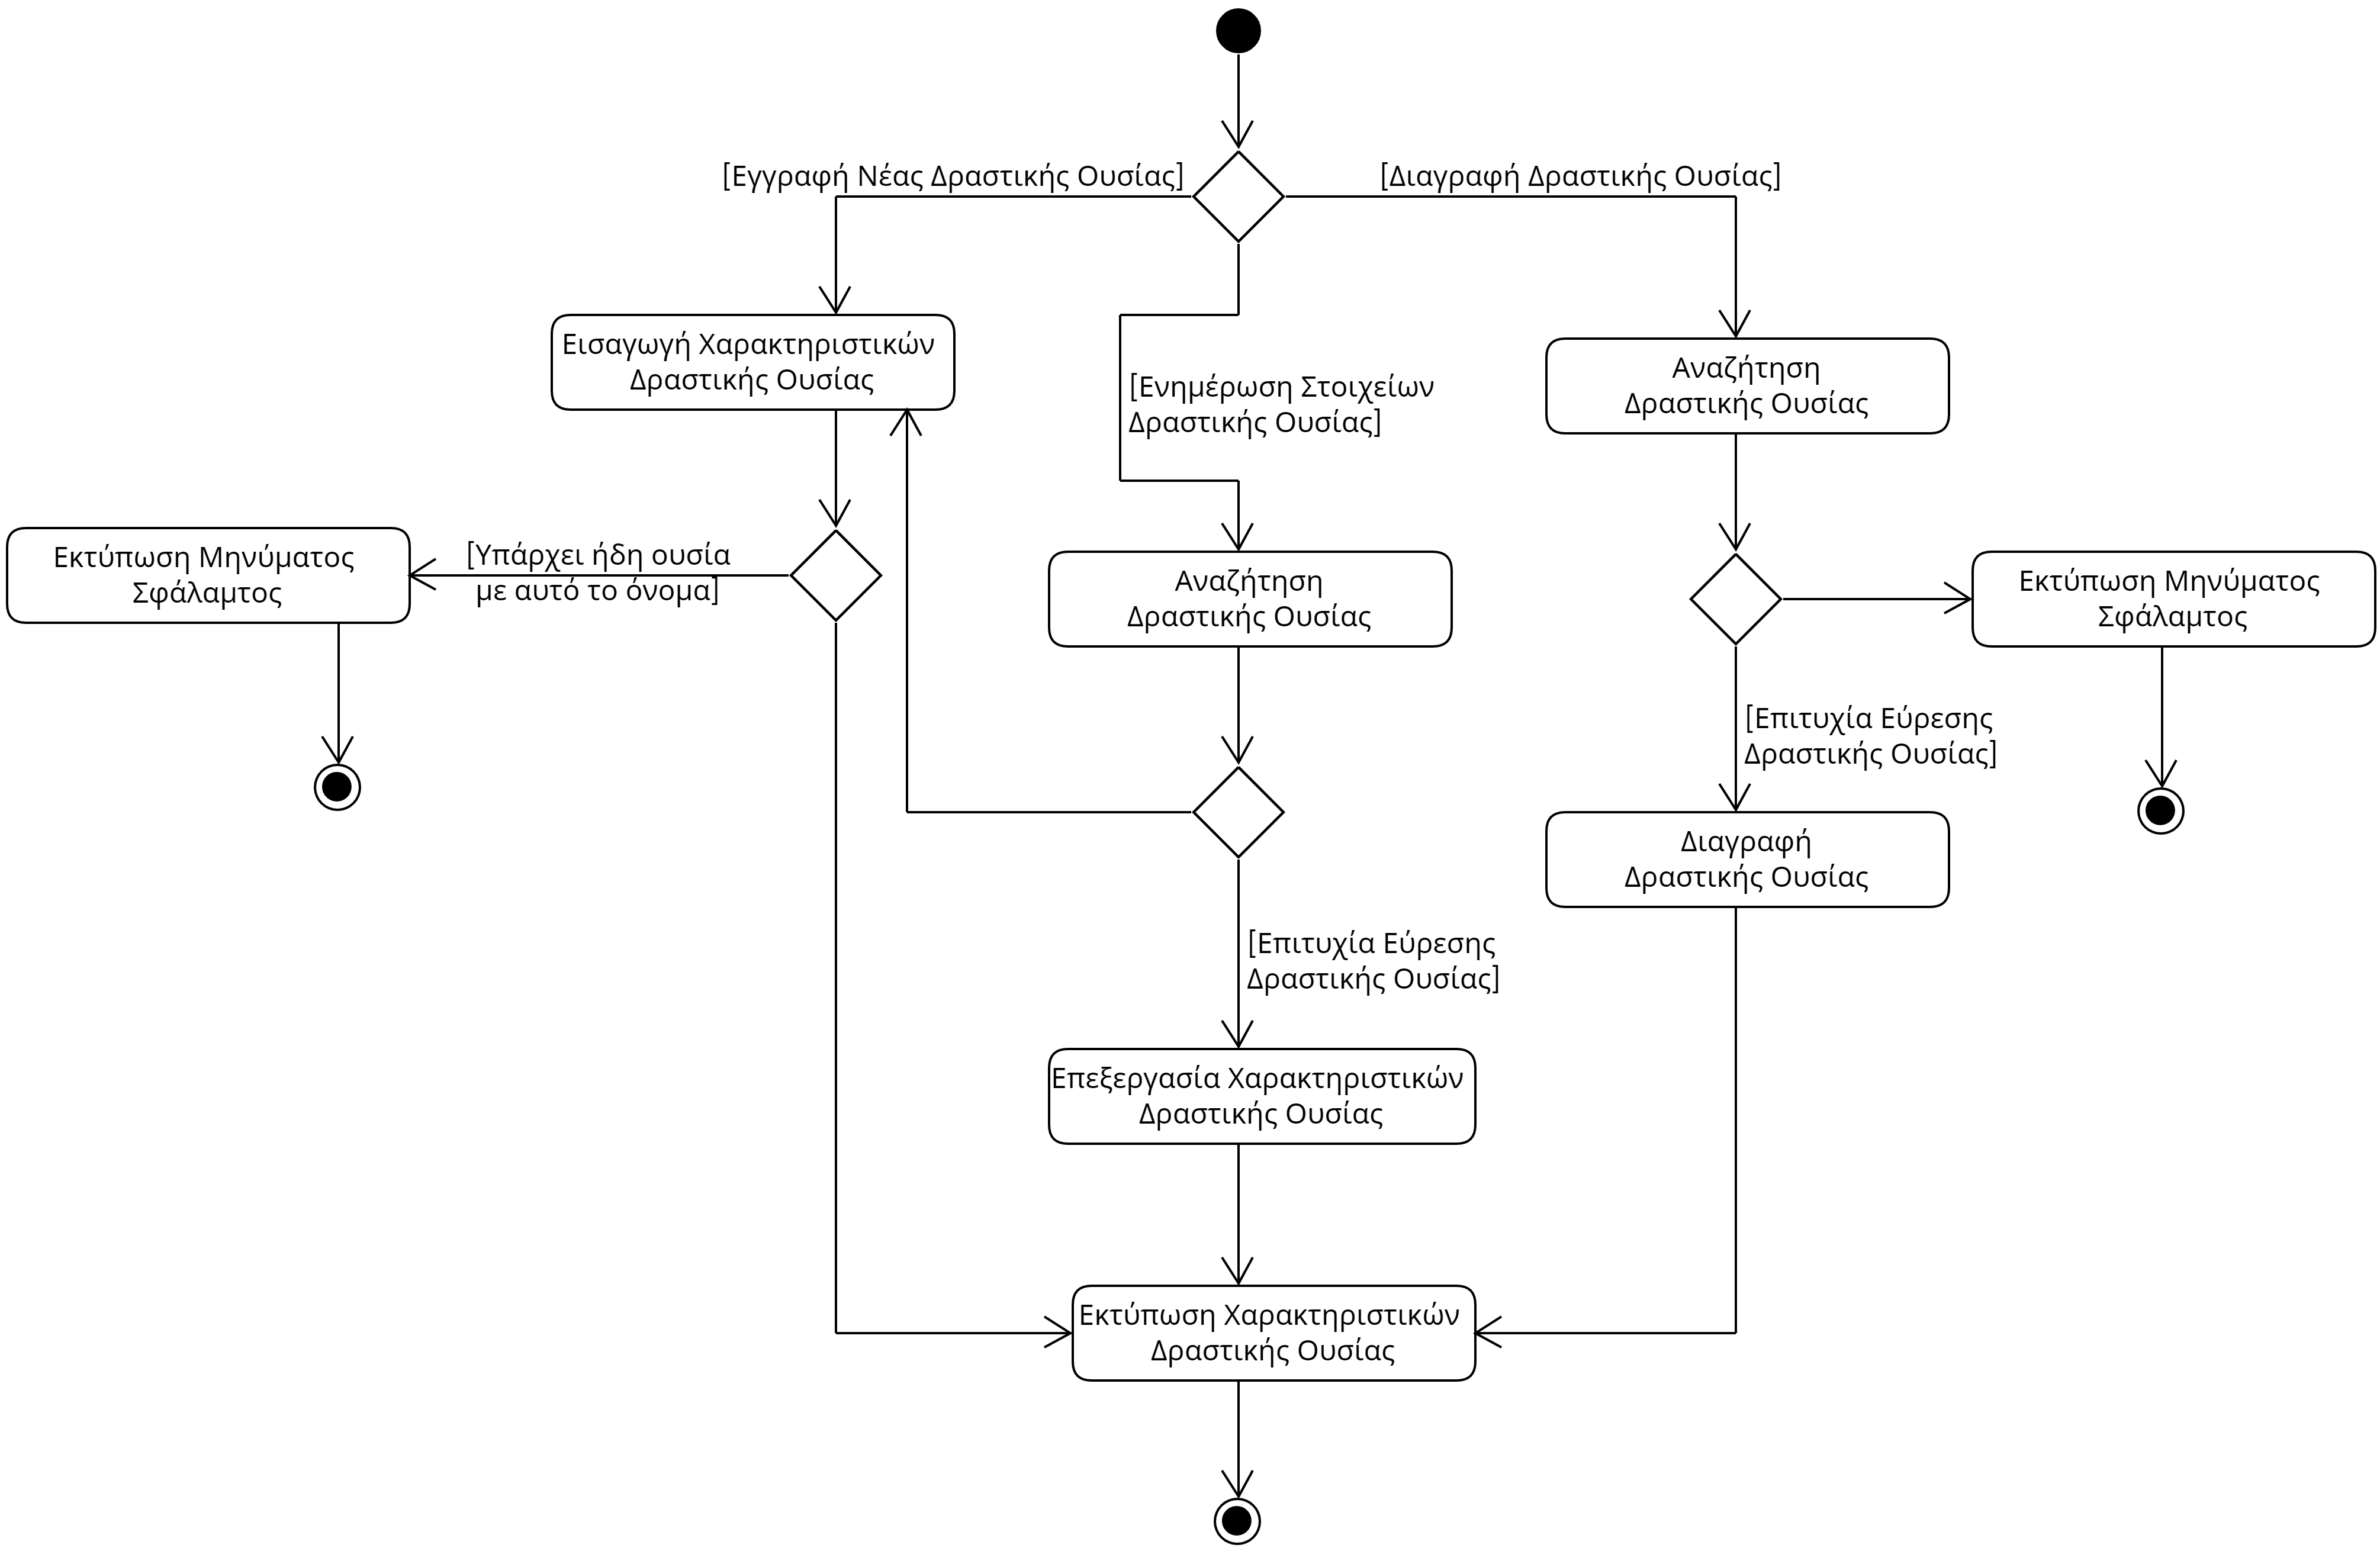 [Εγγραφή Νέας Δραστικής Ουσίας]
[Διαγραφή Δραστικής Ουσίας]
Εισαγωγή Χαρακτηριστικών
Δραστικής Ουσίας
[Ενημέρωση Στοιχείων
Δραστικής Ουσίας]
Αναζήτηση
Δραστικής Ουσίας
Εκτύπωση Μηνύματος
Σφάλαμτος
[Υπάρχει ήδη ουσία
με αυτό το όνομα]
Αναζήτηση
Δραστικής Ουσίας
Εκτύπωση Μηνύματος
Σφάλαμτος
[Επιτυχία Εύρεσης
Δραστικής Ουσίας]
Διαγραφή
Δραστικής Ουσίας
[Επιτυχία Εύρεσης
Δραστικής Ουσίας]
Επεξεργασία Χαρακτηριστικών
Δραστικής Ουσίας
Εκτύπωση Χαρακτηριστικών
Δραστικής Ουσίας